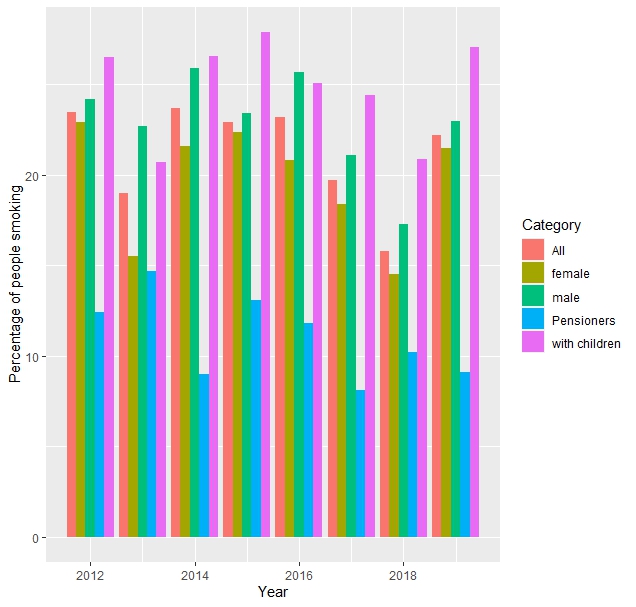 Percentage of people smoking
20
10
0
2012
2014
2016
2018
Year
Category
All
female
male
Pensioners
with children